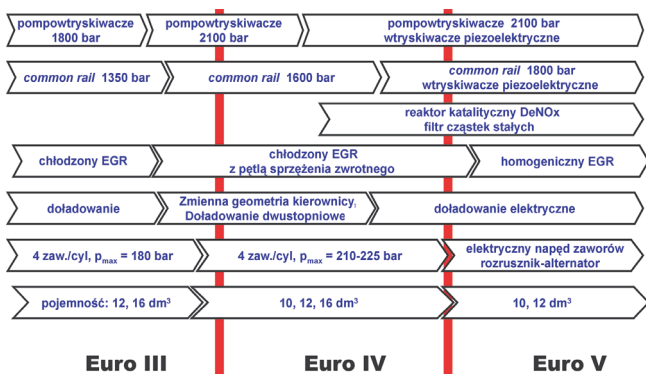 pompowtryskiwacze
1800 bar
pompowtryskiwacze
2100 bar
pompowtryskiwacze 2100 bar
wtryskiwacze piezoelektryczne
common rail 1350 bar
common rail 1600 bar
common rail 1800 bar
wtryskiwacze piezoelektryczne
reaktor katalityczny DeNOx
filtr cząstek stałych
chłodzony EGR
chłodzony EGR
z pętlą sprzężenia zwrotnego
homogeniczny EGR
doładowanie
Zmienna geometria kierownicy,
Doładowanie dwustopniowe
doładowanie elektryczne
4 zaw./cyl, pmax = 180 bar
4 zaw./cyl, pmax = 210-225 bar
elektryczny napęd zaworów
rozrusznik-alternator
pojemność: 12, 16 dm³
10, 12, 16 dm³
10, 12 dm³
Euro III
Euro IV
Euro V